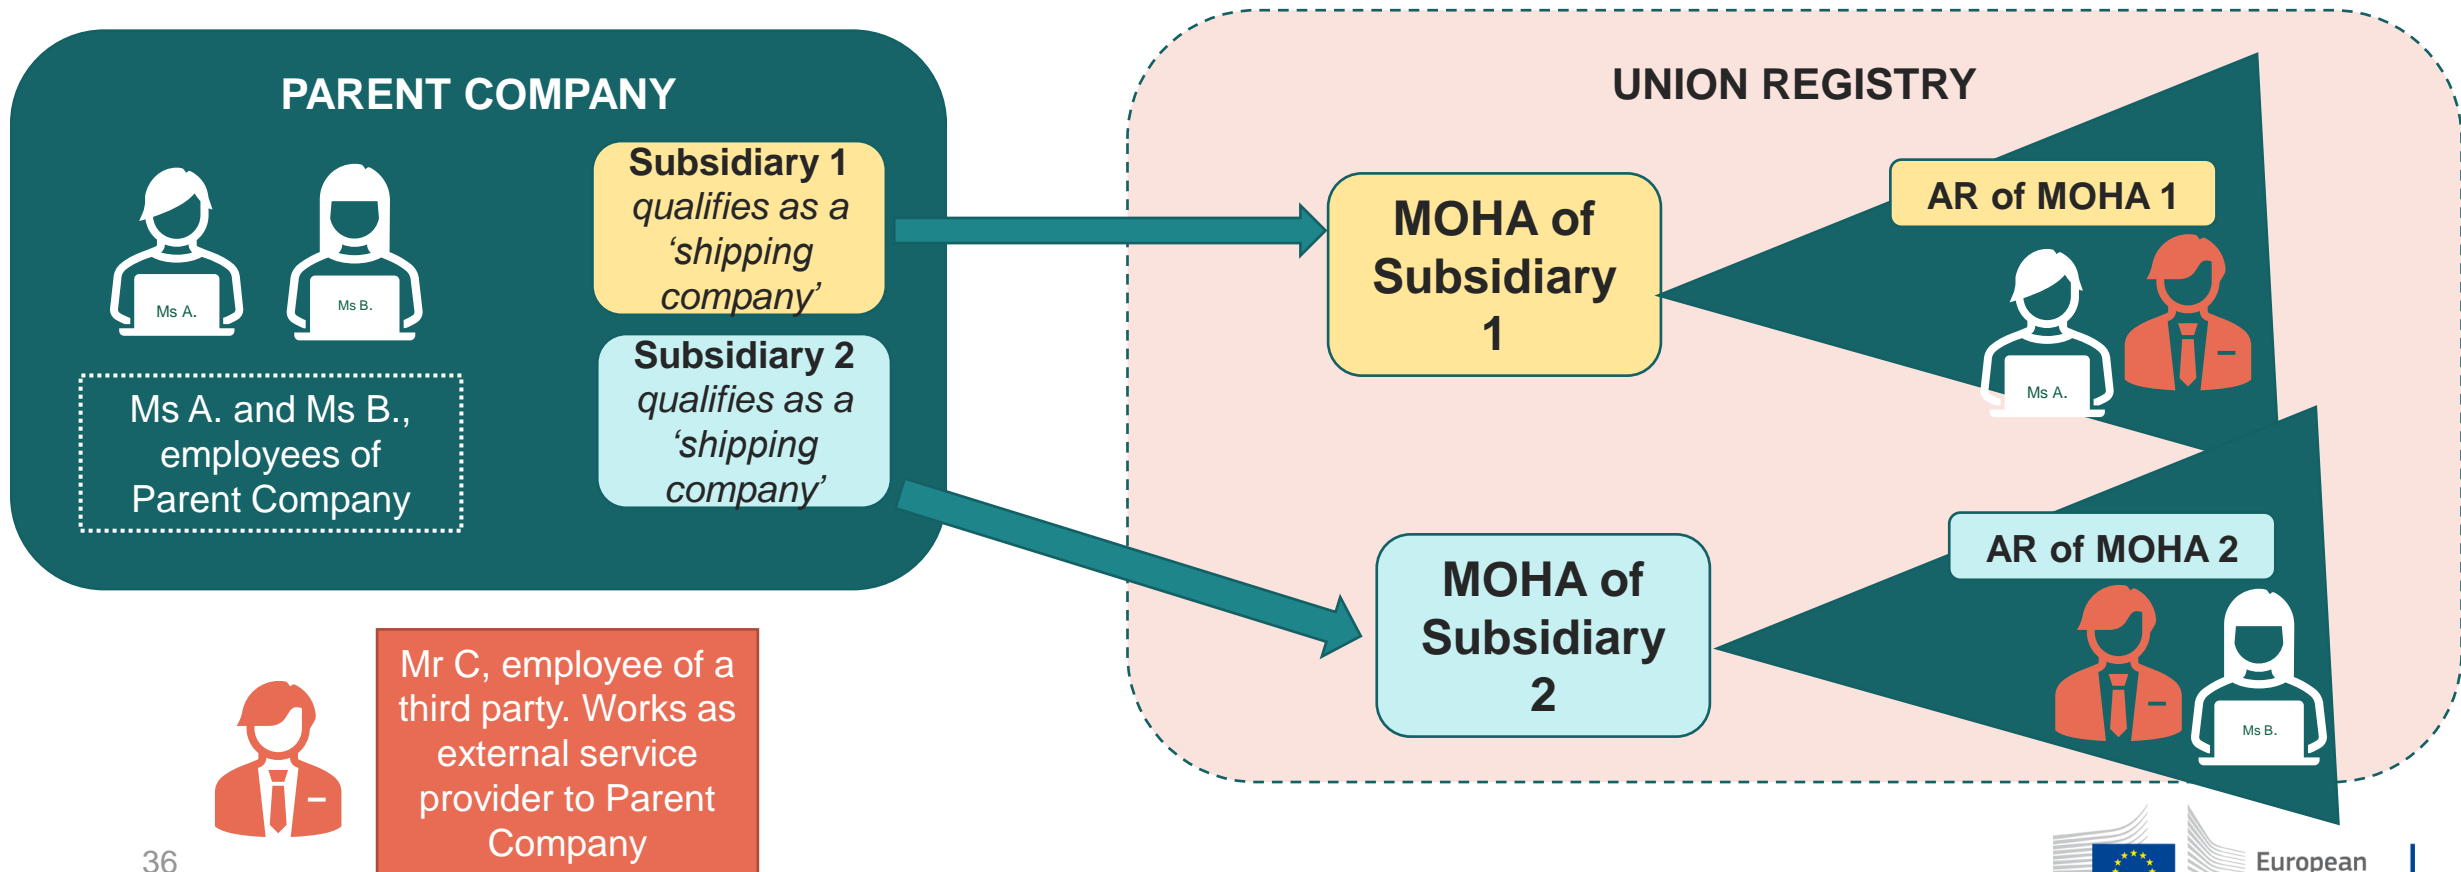 PARENT COMPANY
Ms A.
Ms B.
Ms A. and Ms B.,
employees of
Parent Company
Subsidiary 1
qualifies as a
‘shipping
company’
Subsidiary 2
qualifies as a
‘shipping
company’
Mr C, employee of a
third party. Works as
external service
provider to Parent
Company
UNION REGISTRY
MOHA of
Subsidiary
1
AR of MOHA 1
Ms A.
MOHA of
Subsidiary
2
AR of MOHA 2
Ms B.
36
European